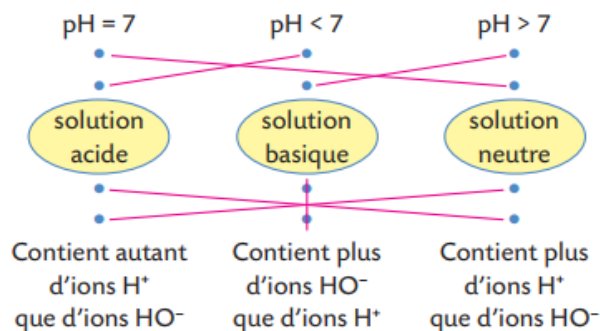 pH = 7
pH < 7
pH > 7
solution
acide
solution
basique
solution
neutre
Contient autant
d'ions H⁺
que d'ions HO⁻
Contient plus
d'ions HO⁻
que d'ions H⁺
Contient plus
d'ions H⁺
que d'ions HO⁻